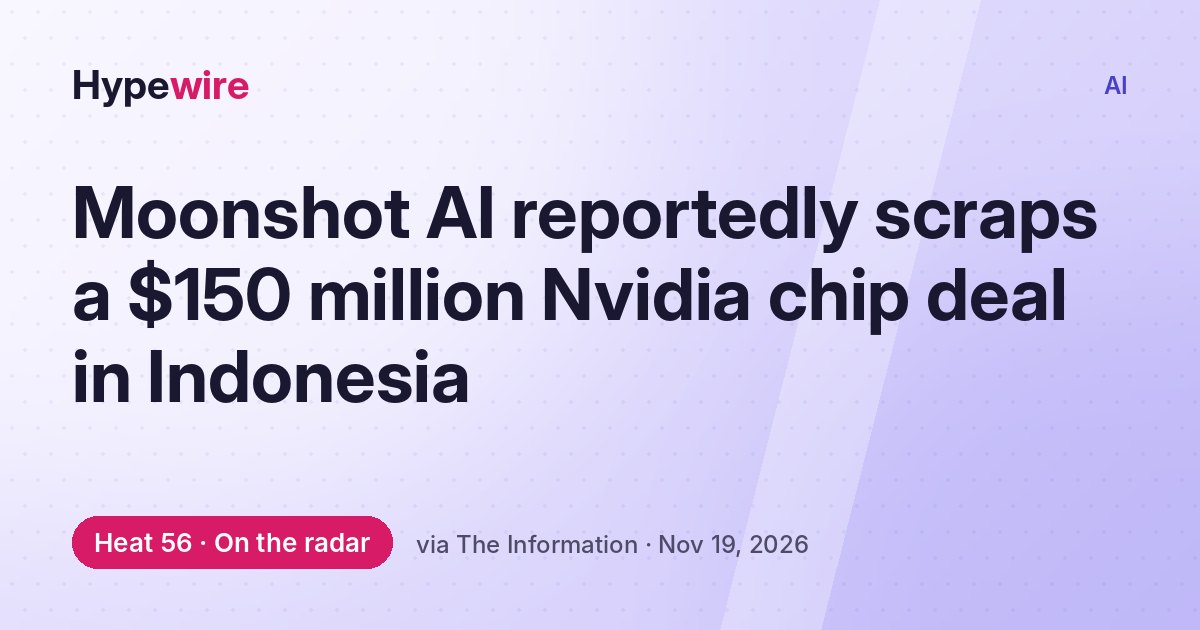 Hypewire
AI
Moonshot AI reportedly scraps
a $150 million Nvidia chip deal
in Indonesia
Heat 56 · On the radar
via The Information · Nov 19, 2026